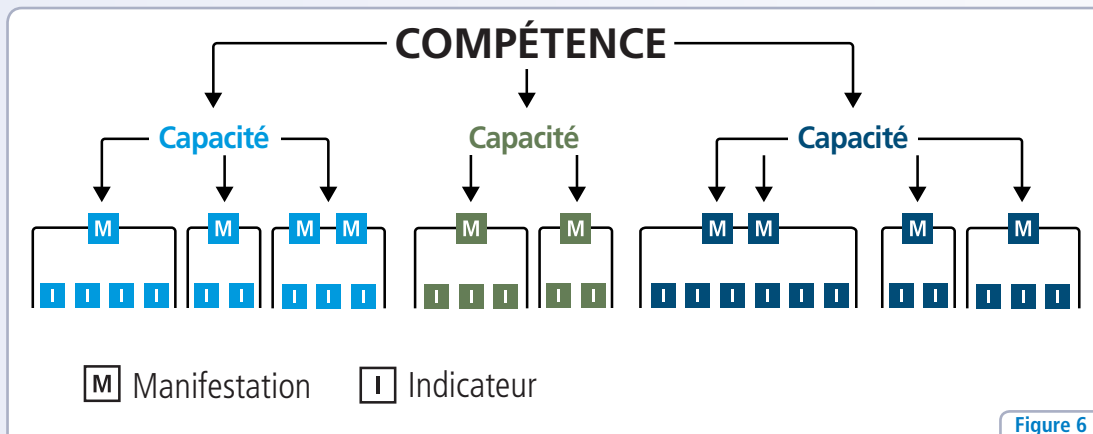 COMPÉTENCE
Capacité Capacité Capacité
M M M M M M M M M M
I I I I I I I I I I I I I I I I I I I I I I I I I
M Manifestation I Indicateur
Figure 6